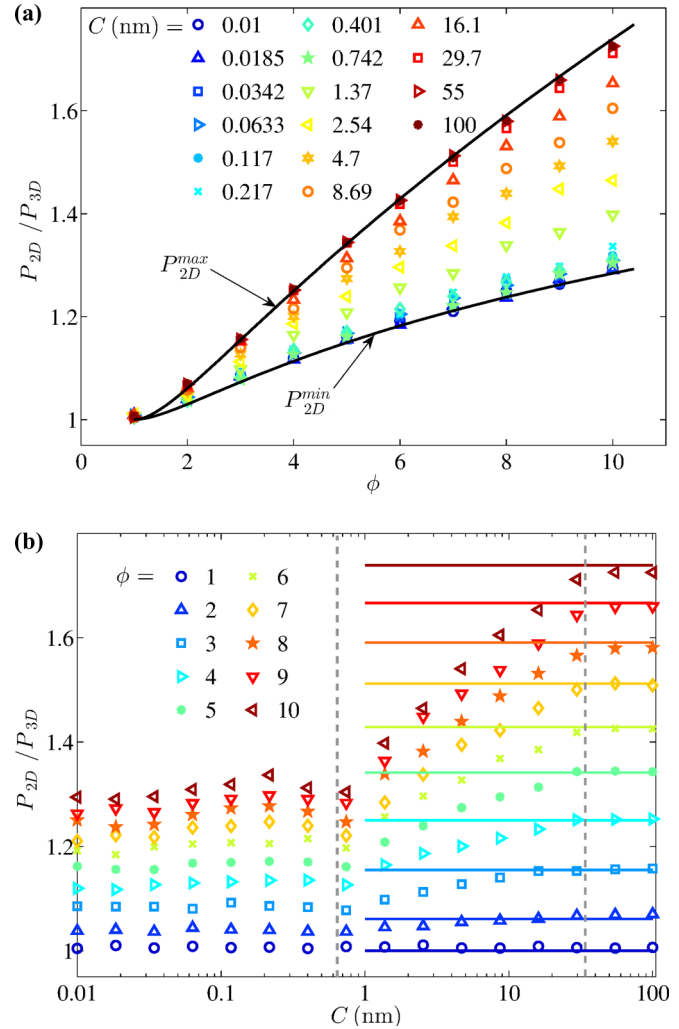 (a)
C (nm) = 0.01 0.401 16.1
0.0185 0.742 29.7
0.0342 1.37 55
0.0633 2.54 100
0.117 4.7
0.217 8.69
P_{2D}^{max}
P_{2D}^{min}
P_{2D} / P_{3D}
1.6
1.4
1.2
1
0 2 4 6 8 10
ϕ
(b)
ϕ = 1 6
2 7
3 8
4 9
5 10
P_{2D} / P_{3D}
1.6
1.4
1.2
1
0.01 0.1 1 10 100
C (nm)